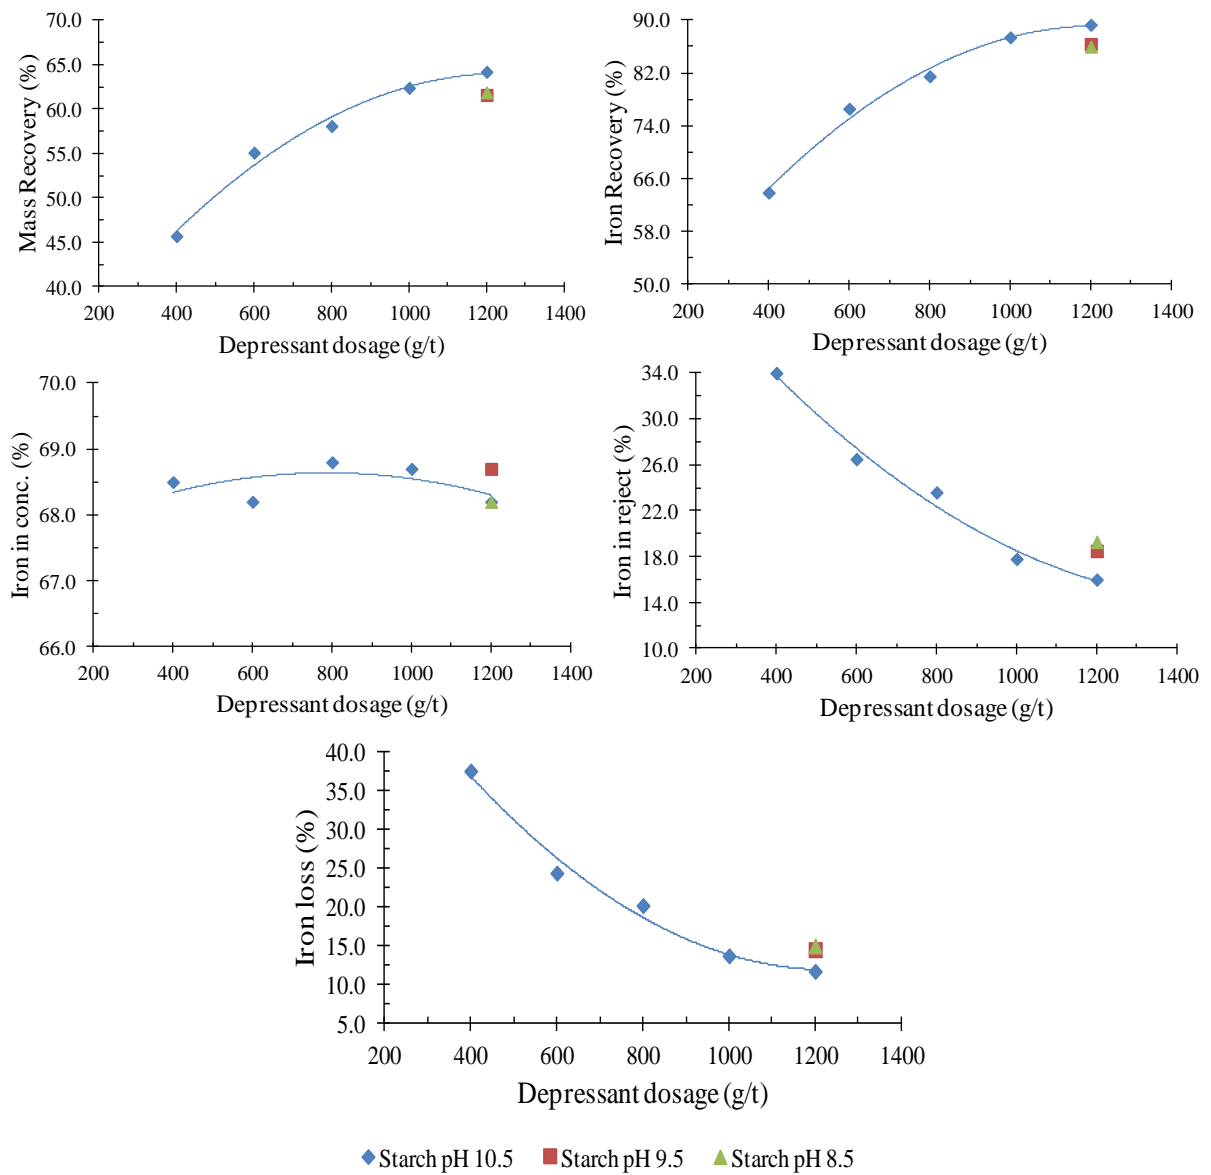 70.0
65.0
60.0
55.0
50.0
45.0
40.0
Mass Recovery (%)
200 400 600 800 1000 1200 1400
Depressant dosage (g/t)
90.0
82.0
74.0
66.0
58.0
50.0
Iron Recovery (%)
200 400 600 800 1000 1200 1400
Depressant dosage (g/t)
70.0
69.0
68.0
67.0
66.0
Iron in conc. (%)
200 400 600 800 1000 1200 1400
Depressant dosage (g/t)
34.0
30.0
26.0
22.0
18.0
14.0
10.0
Iron in reject (%)
200 400 600 800 1000 1200 1400
Depressant dosage (g/t)
40.0
35.0
30.0
25.0
20.0
15.0
10.0
5.0
Iron loss (%)
200 400 600 800 1000 1200 1400
Depressant dosage (g/t)
Starch pH 10.5 Starch pH 9.5 Starch pH 8.5